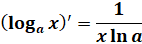 (logₐ x)′ = 1 / (x ln a)